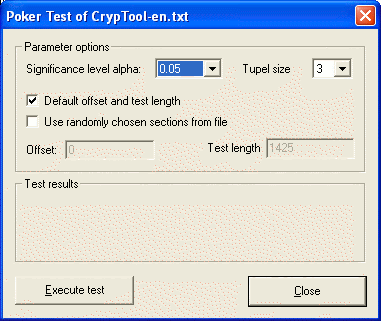 Poker Test of CrypTool-en.txt
Parameter options
Significance level alpha: 0.05 Tupel size 3
Default offset and test length
Use randomly chosen sections from file
Offset: 0 Test length 1425
Test results
Execute test Close